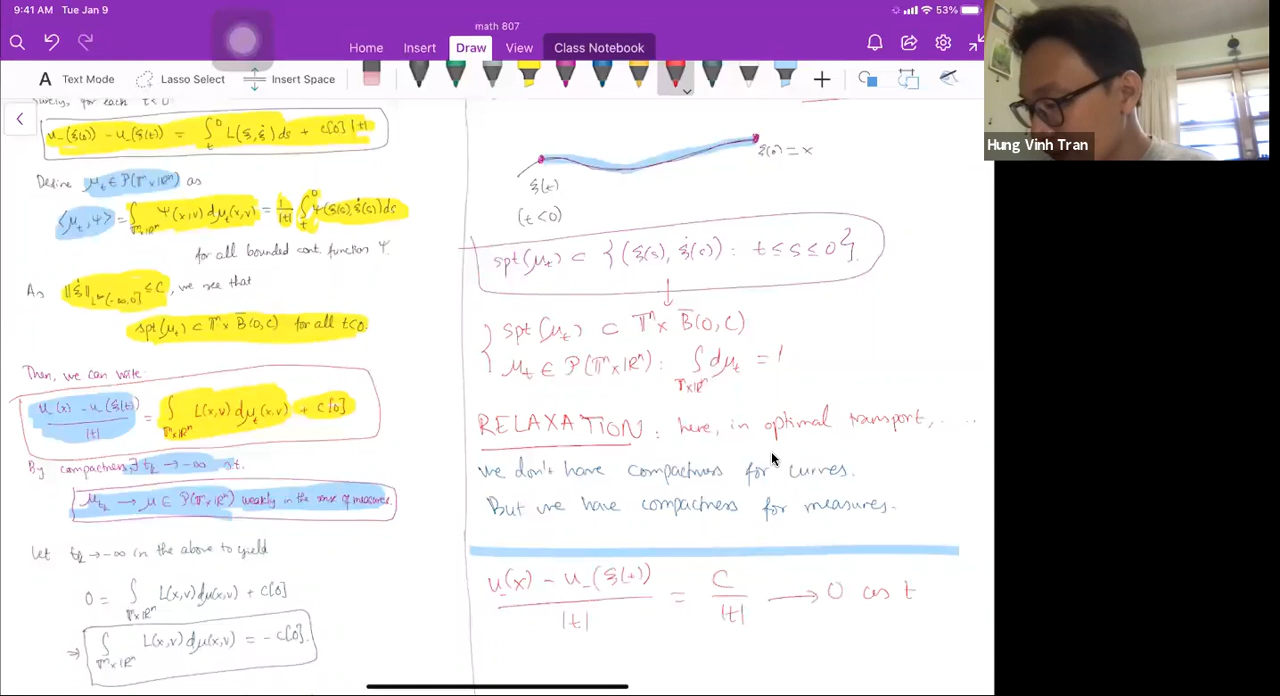 9:41 AM Tue Jan 9
53%
math 807
Home Insert Draw View Class Notebook
A Text Mode Lasso Select Insert Space
Hung Vinh Tran
for each t<0
u_(ξ(0)) - u_(ξ(t)) = ∫_t^0 L(ξ,ξ̇)ds + c[0]|t|
Define μ_t ∈ P(T^n×R^n) as
<μ_t, ψ> = ∫_{T^n×R^n} ψ(x,v)dμ_t(x,v) = 1/|t| ∫_t^0 ψ(ξ(s),ξ̇(s))ds
for all bounded cont. function ψ.
As ||ξ̇||_{L^∞(-∞,0]} ≤ C, we see that
spt(μ_t) ⊂ T^n × B̄(0,C) for all t<0.
Then, we can write:
u_(x) - u_(ξ(t)) / |t| = ∫_{T^n×R^n} L(x,v)dμ_t(x,v) + c[0]
By compactness, ∃ t_k → -∞ s.t.
μ_{t_k} → μ ∈ P(T^n×R^n) weakly in the sense of measures.
Let t_k → -∞ in the above to yield
0 = ∫_{T^n×R^n} L(x,v)dμ(x,v) + c[0]
⇒ ∫_{T^n×R^n} L(x,v)dμ(x,v) = -c[0].
ξ(0) = x
ξ(t)
(t<0)
spt(μ_t) ⊂ {(ξ(s), ξ̇(s)) : t ≤ s ≤ 0}.
spt(μ_t) ⊂ T^n × B̄(0,C)
μ_t ∈ P(T^n×R^n) : ∫_{T^n×R^n} dμ_t = 1
RELAXATION : here, in optimal transport, ....
we don't have compactness for curves.
But we have compactness for measures.
u_(x) - u_(ξ(t)) / |t| = C / |t| → 0 as t